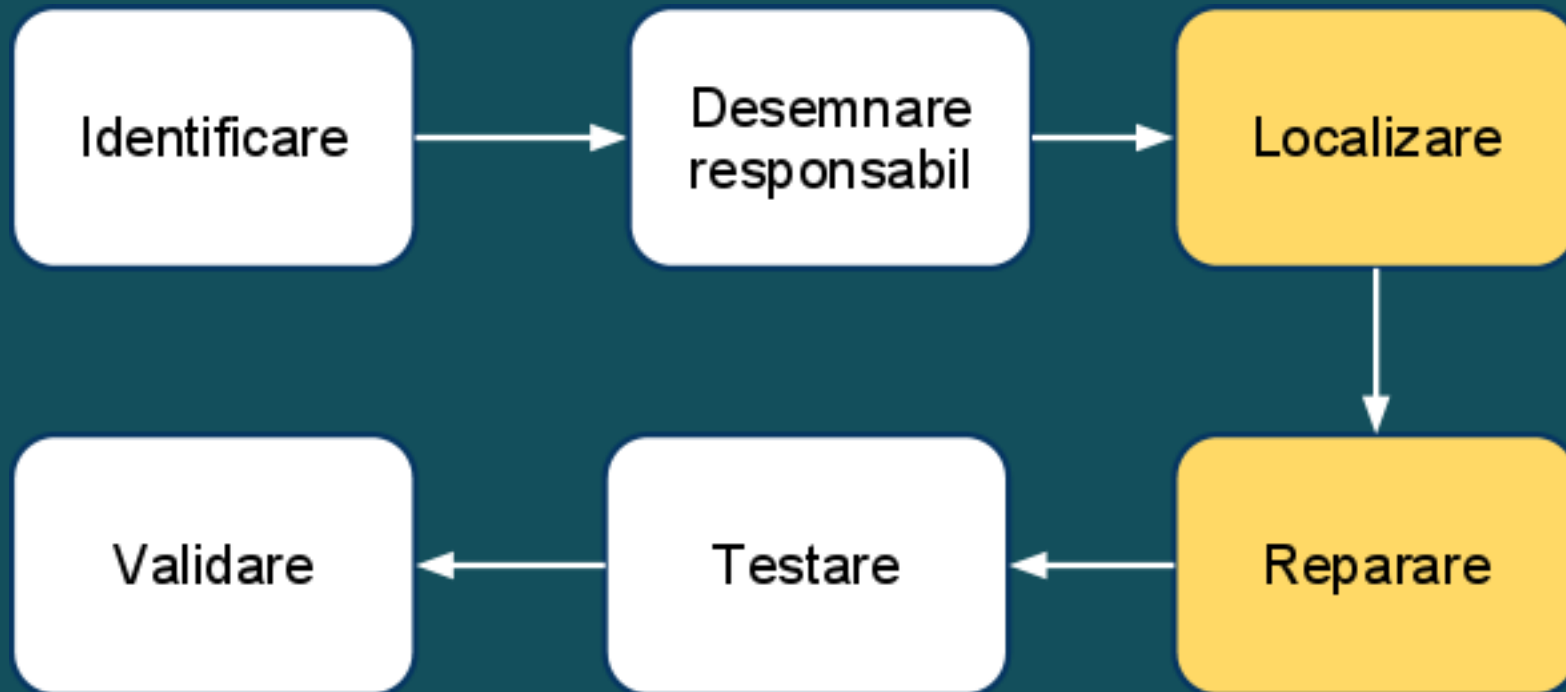 Identificare
Desemnare
responsabil
Localizare
Validare
Testare
Reparare